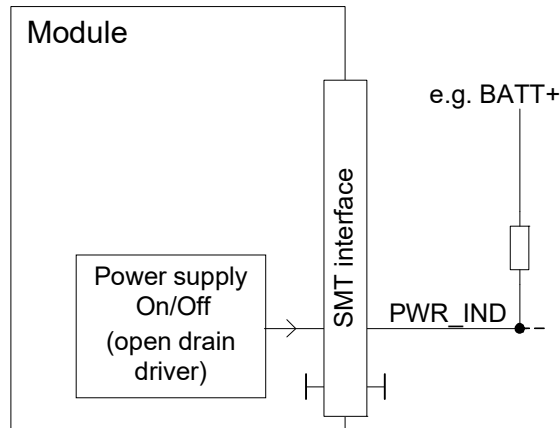 Module
e.g. BATT+
SMT interface
Power supply
On/Off
(open drain
driver)
PWR_IND